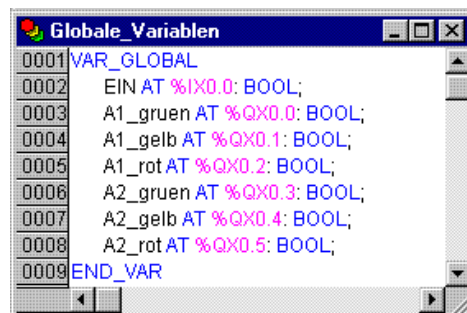 Globale_Variablen
0001 VAR_GLOBAL
0002 EIN AT %IX0.0: BOOL;
0003 A1_gruen AT %QX0.0: BOOL;
0004 A1_gelb AT %QX0.1: BOOL;
0005 A1_rot AT %QX0.2: BOOL;
0006 A2_gruen AT %QX0.3: BOOL;
0007 A2_gelb AT %QX0.4: BOOL;
0008 A2_rot AT %QX0.5: BOOL;
0009 END_VAR